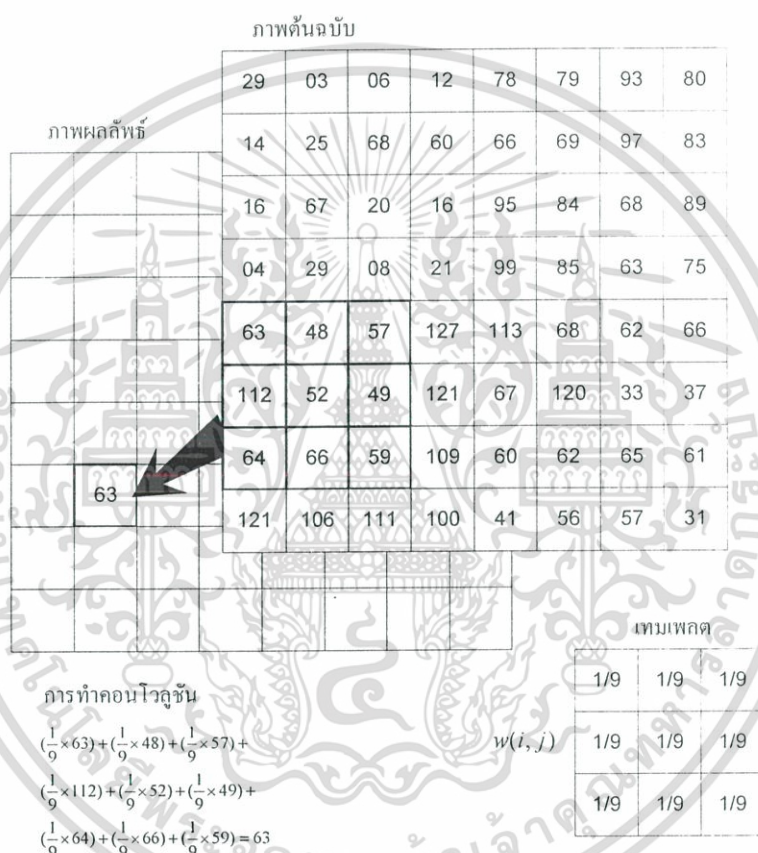 ภาพต้นฉบับ
29 03 06 12 78 79 93 80
ภาพผลลัพธ์
14 25 68 60 66 69 97 83
16 67 20 16 95 84 68 89
04 29 08 21 99 85 63 75
63 48 57 127 113 68 62 66
112 52 49 121 67 120 33 37
64 66 59 109 60 62 65 61
63
121 106 111 100 41 56 57 31
เทมเพลต
1/9 1/9 1/9
w(i, j) 1/9 1/9 1/9
1/9 1/9 1/9
การทำคอนโวลูชัน
(1/9×63)+(1/9×48)+(1/9×57)+
(1/9×112)+(1/9×52)+(1/9×49)+
(1/9×64)+(1/9×66)+(1/9×59)=63